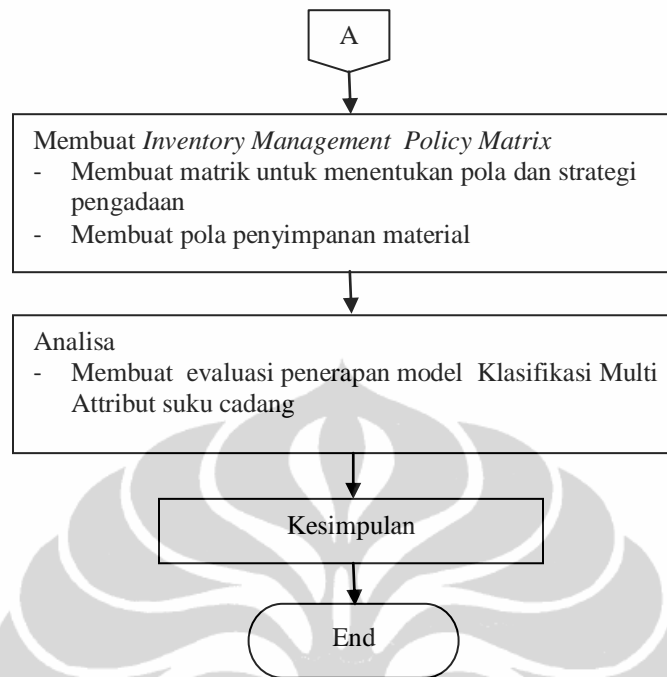 A
Membuat Inventory Management Policy Matrix
- Membuat matrik untuk menentukan pola dan strategi
pengadaan
- Membuat pola penyimpanan material
Analisa
- Membuat evaluasi penerapan model Klasifikasi Multi
Attribut suku cadang
Kesimpulan
End